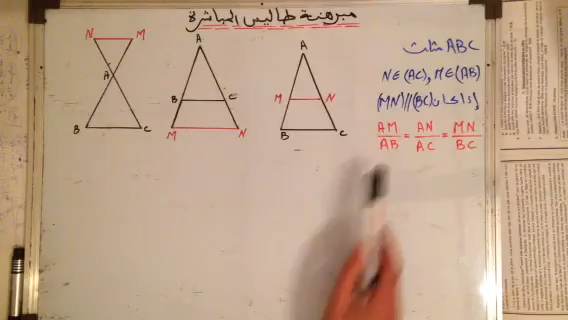 مبرهنة طاليس المباشرة
ABC مثلث
N∈(AC), M∈(AB)
إذا كان (BC)//(MN)
AM/AB = AN/AC = MN/BC
N M
A
B C
A
B C
M N
A
M N
B C